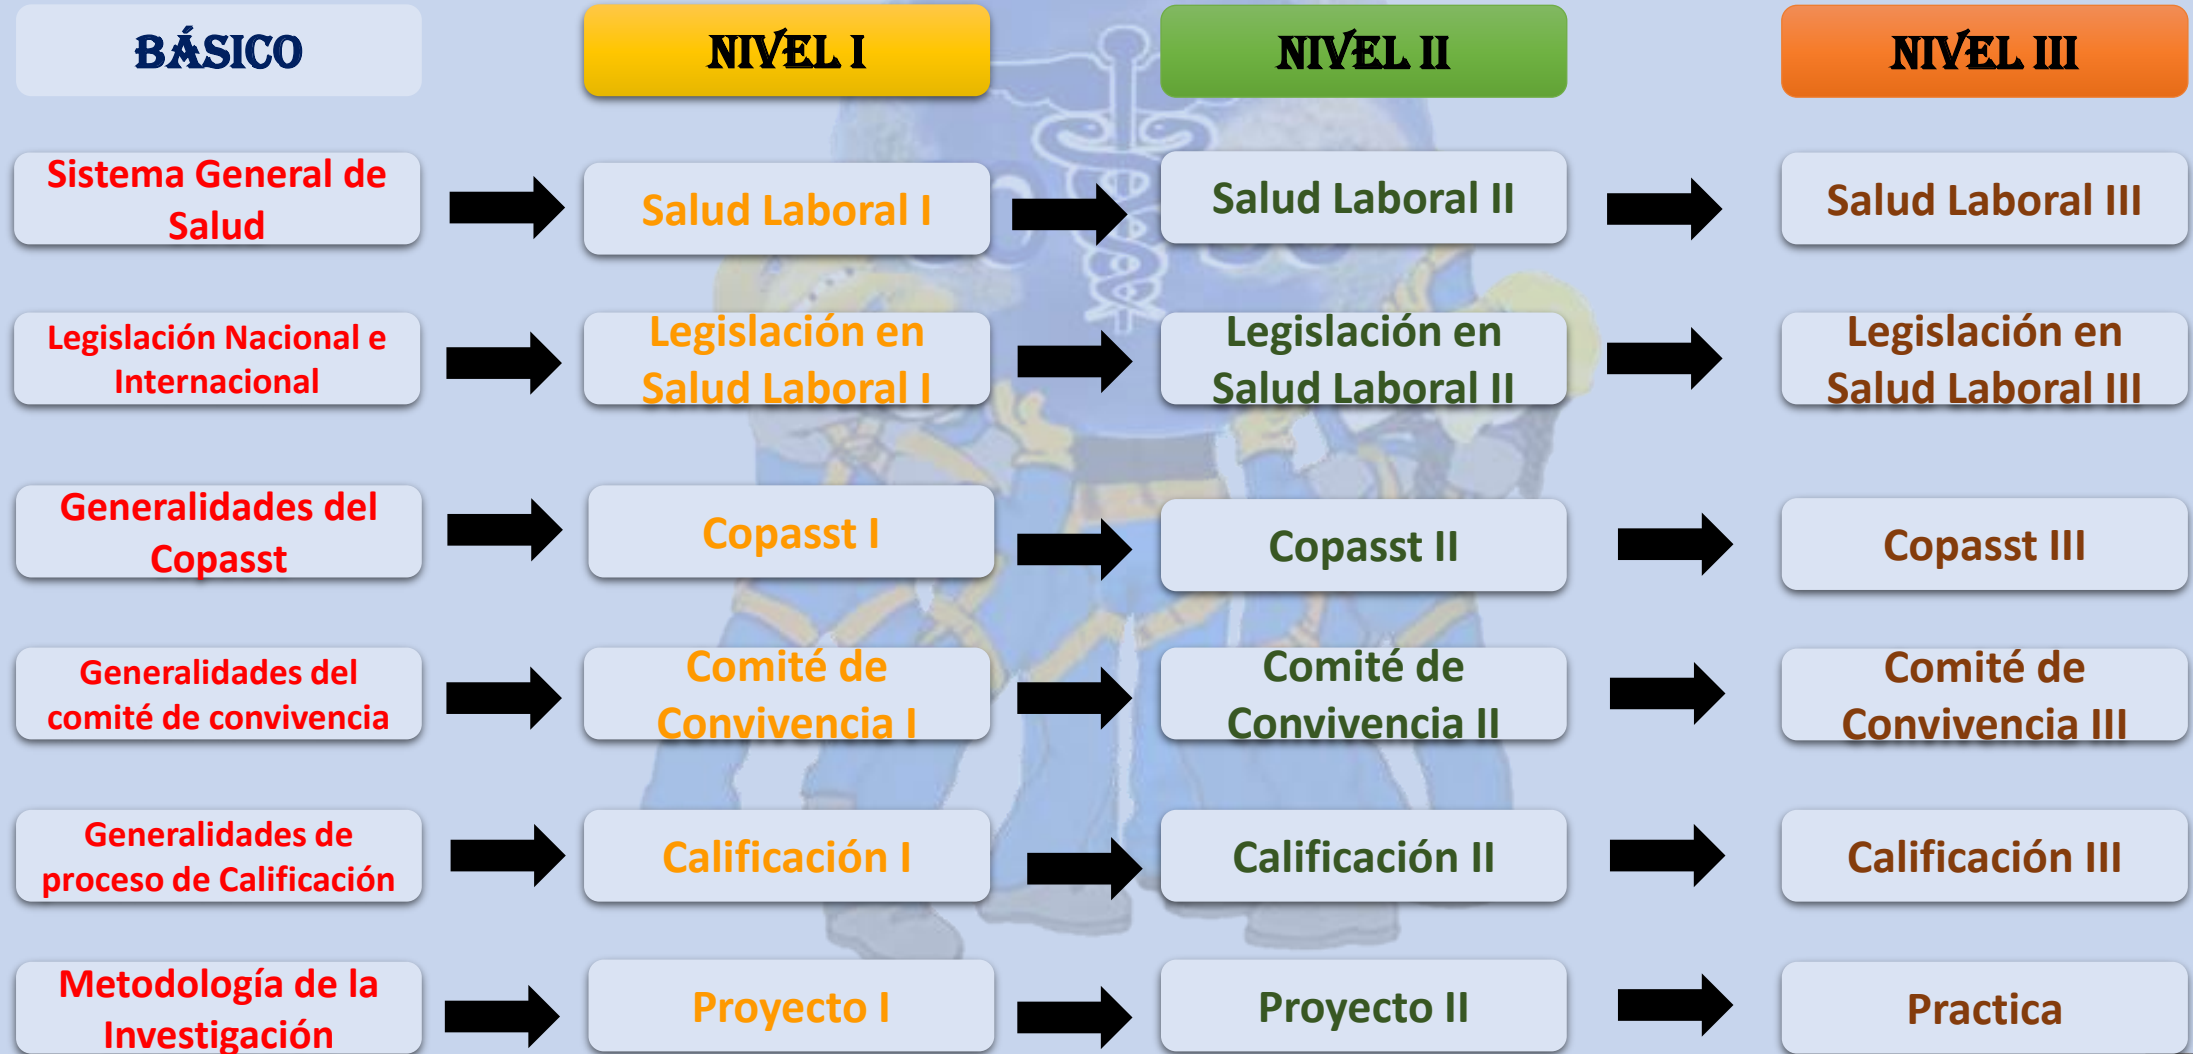 BÁSICO
NIVEL I
NIVEL II
NIVEL III
Sistema General de
Salud
Salud Laboral I
Salud Laboral II
Salud Laboral III
Legislación Nacional e
Internacional
Legislación en
Salud Laboral I
Legislación en
Salud Laboral II
Legislación en
Salud Laboral III
Generalidades del
Copasst
Copasst I
Copasst II
Copasst III
Generalidades del
comité de convivencia
Comité de
Convivencia I
Comité de
Convivencia II
Comité de
Convivencia III
Generalidades de
proceso de Calificación
Calificación I
Calificación II
Calificación III
Metodología de la
Investigación
Proyecto I
Proyecto II
Practica